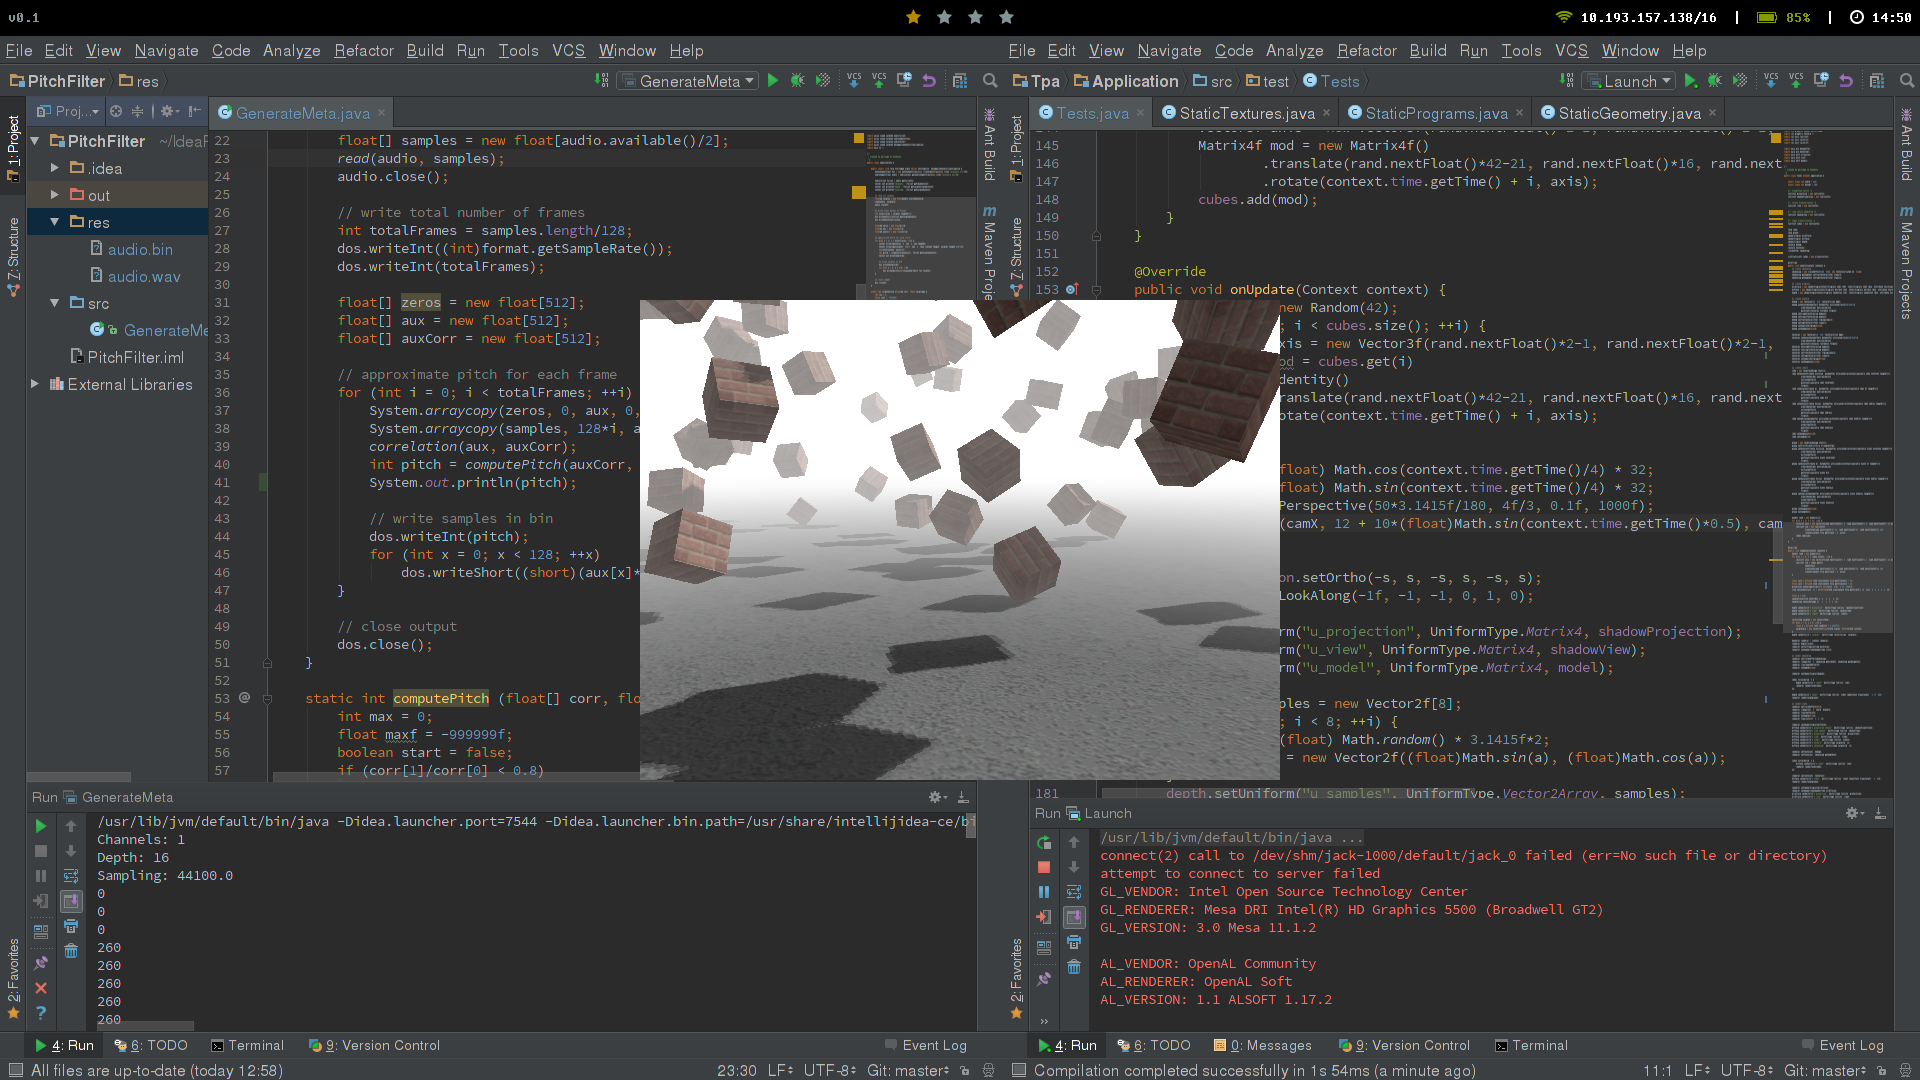 v0.1
10.193.157.138/16 | 85% | 14:50
File Edit View Navigate Code Analyze Refactor Build Run Tools VCS Window Help
PitchFilter res
GenerateMeta
1: Project
7: Structure
2: Favorites
Proj...
PitchFilter ~/IdeaP
.idea
out
res
audio.bin
audio.wav
src
GenerateMe
PitchFilter.iml
External Libraries
GenerateMeta.java
22 float[] samples = new float[audio.available()/2];
23 read(audio, samples);
24 audio.close();
25
26 // write total number of frames
27 int totalFrames = samples.length/128;
28 dos.writeInt((int)format.getSampleRate());
29 dos.writeInt(totalFrames);
30
31 float[] zeros = new float[512];
32 float[] aux = new float[512];
33 float[] auxCorr = new float[512];
34
35 // approximate pitch for each frame
36 for (int i = 0; i < totalFrames; ++i)
37 System.arraycopy(zeros, 0, aux, 0,
38 System.arraycopy(samples, 128*i, a
39 correlation(aux, auxCorr);
40 int pitch = computePitch(auxCorr,
41 System.out.println(pitch);
42
43 // write samples in bin
44 dos.writeInt(pitch);
45 for (int x = 0; x < 128; ++x)
46 dos.writeShort((short)(aux[x]*
47 }
48
49 // close output
50 dos.close();
51 }
52
53 static int computePitch (float[] corr, flo
54 int max = 0;
55 float maxf = -999999f;
56 boolean start = false;
57 if (corr[1]/corr[0] < 0.8)
Ant Build
Maven Proje
Run GenerateMeta
/usr/lib/jvm/default/bin/java -Didea.launcher.port=7544 -Didea.launcher.bin.path=/usr/share/intellijidea-ce/bi
Channels: 1
Depth: 16
Sampling: 44100.0
0
0
0
260
260
260
260
260
4: Run 6: TODO Terminal 9: Version Control Event Log
All files are up-to-date (today 12:58) 23:30 LF UTF-8 Git: master
File Edit View Navigate Code Analyze Refactor Build Run Tools VCS Window Help
Tpa Application src test Tests
Launch
1: Project
7: Structure
2: Favorites
Tests.java StaticTextures.java StaticPrograms.java StaticGeometry.java
145 Matrix4f mod = new Matrix4f()
146 .translate(rand.nextFloat()*42-21, rand.nextFloat()*16, rand.next
147 .rotate(context.time.getTime() + i, axis);
148 cubes.add(mod);
149 }
150 }
151
152 @Override
153 public void onUpdate(Context context) {
new Random(42);
; i < cubes.size(); ++i) {
xis = new Vector3f(rand.nextFloat()*2-1, rand.nextFloat()*2-1,
od = cubes.get(i)
dentity()
ranslate(rand.nextFloat()*42-21, rand.nextFloat()*16, rand.next
otate(context.time.getTime() + i, axis);
float) Math.cos(context.time.getTime()/4) * 32;
float) Math.sin(context.time.getTime()/4) * 32;
Perspective(50*3.1415f/180, 4f/3, 0.1f, 1000f);
(camX, 12 + 10*(float)Math.sin(context.time.getTime()*0.5), cam
on.setOrtho(-s, s, -s, s, -s, s);
LookAlong(-1f, -1, -1, 0, 1, 0);
rm("u_projection", UniformType.Matrix4, shadowProjection);
rm("u_view", UniformType.Matrix4, shadowView);
rm("u_model", UniformType.Matrix4, model);
ples = new Vector2f[8];
; i < 8; ++i) {
(float) Math.random() * 3.1415f*2;
= new Vector2f((float)Math.sin(a), (float)Math.cos(a));
181 depth.setUniform("u_samples", UniformType.Vector2Array, samples);
Ant Build
Maven Projects
Run Launch
/usr/lib/jvm/default/bin/java ...
connect(2) call to /dev/shm/jack-1000/default/jack_0 failed (err=No such file or directory)
attempt to connect to server failed
GL_VENDOR: Intel Open Source Technology Center
GL_RENDERER: Mesa DRI Intel(R) HD Graphics 5500 (Broadwell GT2)
GL_VERSION: 3.0 Mesa 11.1.2
AL_VENDOR: OpenAL Community
AL_RENDERER: OpenAL Soft
AL_VERSION: 1.1 ALSOFT 1.17.2
4: Run 6: TODO 0: Messages 9: Version Control Terminal Event Log
Compilation completed successfully in 1s 54ms (a minute ago) 11:1 LF UTF-8 Git: master